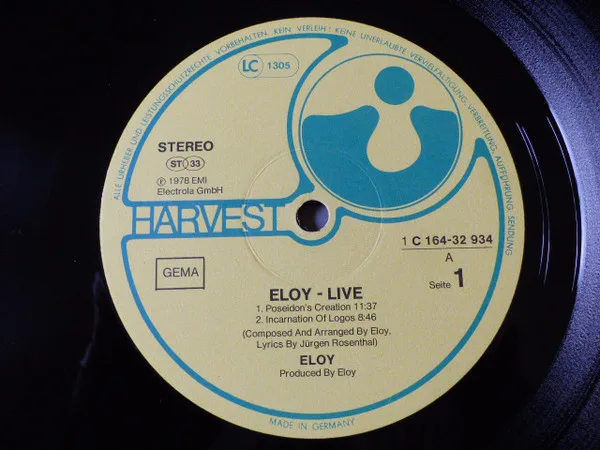 ALLE URHEBER UND LEISTUNGSSCHUTZRECHTE VORBEHALTEN. KEIN VERLEIH! KEINE UNERLAUBTE VERVIELFÄLTIGUNG, VERBREITUNG, AUFFÜHRUNG, SENDUNG
LC 1305
STEREO
ST 33
℗ 1978 EMI
Electrola GmbH
HARVEST
1 C 164-32 934
A
Seite 1
GEMA
ELOY - LIVE
1. Poseidon's Creation 11:37
2. Incarnation Of Logos 8:46
(Composed And Arranged By Eloy.
Lyrics By Jürgen Rosenthal)
ELOY
Produced By Eloy
MADE IN GERMANY